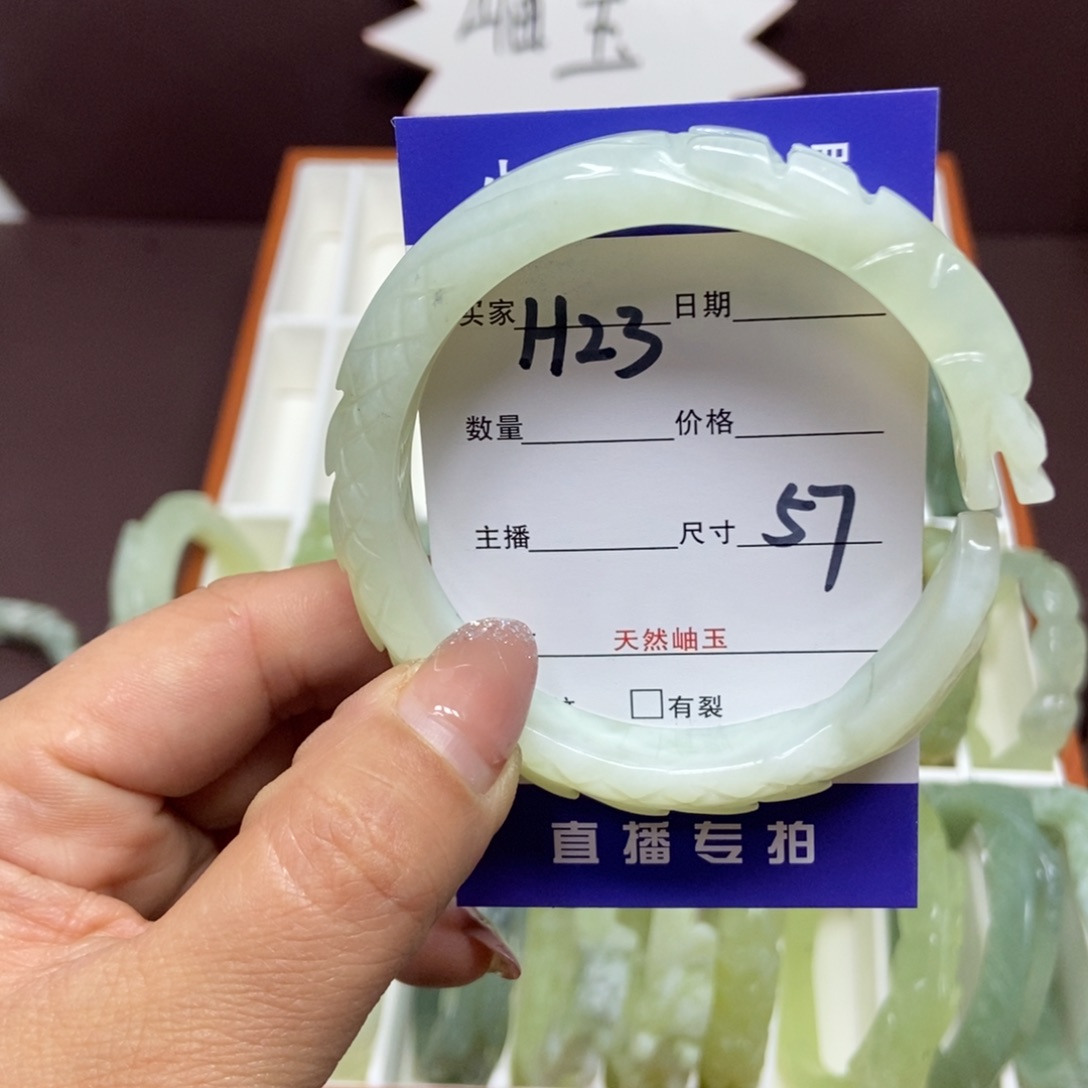 岫玉
买家 H23 日期
数量 价格
主播 尺寸 57
天然岫玉
□有裂
直播专拍